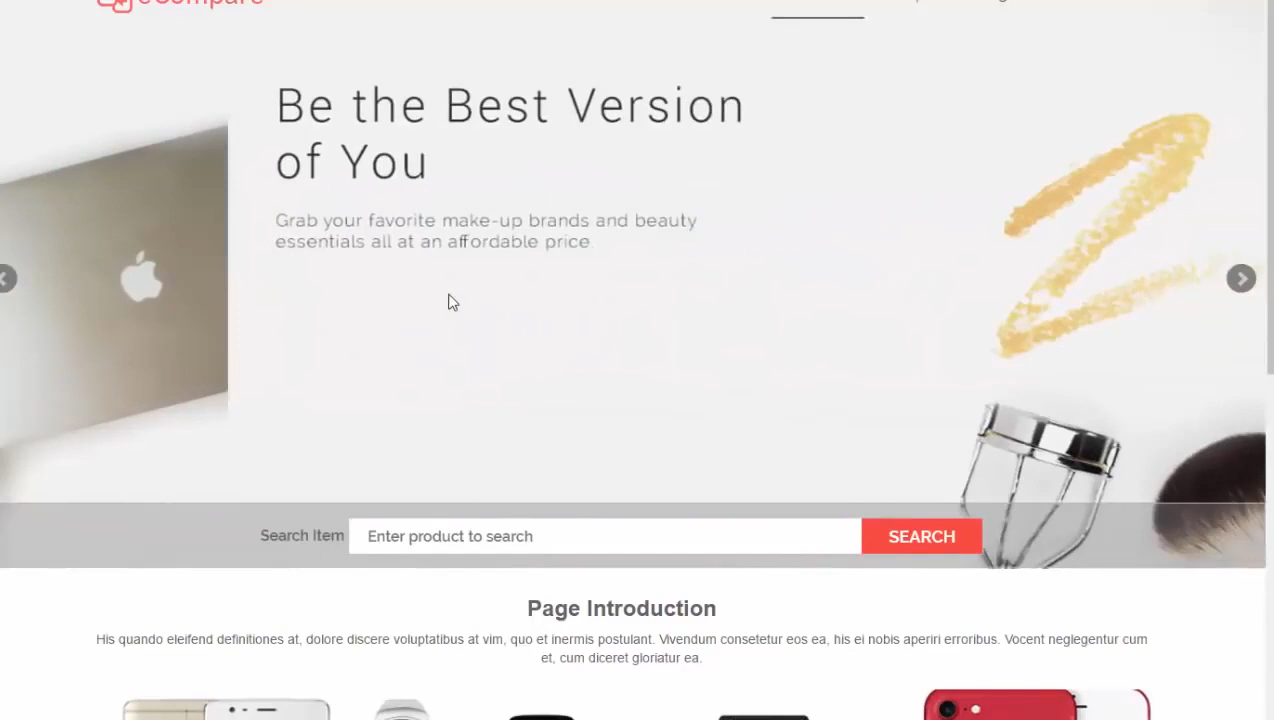 eCompare
Be the Best Version
of You
Grab your favorite make-up brands and beauty
essentials all at an affordable price.
Search Item
Enter product to search
SEARCH
Page Introduction
His quando eleifend definitiones at, dolore discere voluptatibus at vim, quo et inermis postulant. Vivendum consetetur eos ea, his ei nobis aperiri erroribus. Vocent neglegentur cum
et, cum diceret gloriatur ea.